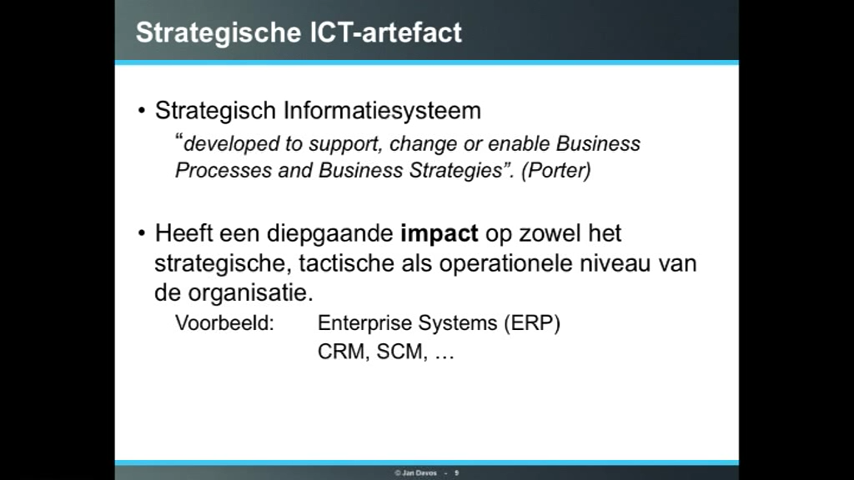 Strategische ICT-artefact
• Strategisch Informatiesysteem
“developed to support, change or enable Business
Processes and Business Strategies”. (Porter)
• Heeft een diepgaande impact op zowel het
strategische, tactische als operationele niveau van
de organisatie.
Voorbeeld: Enterprise Systems (ERP)
CRM, SCM, …
© Jan Devos - 9